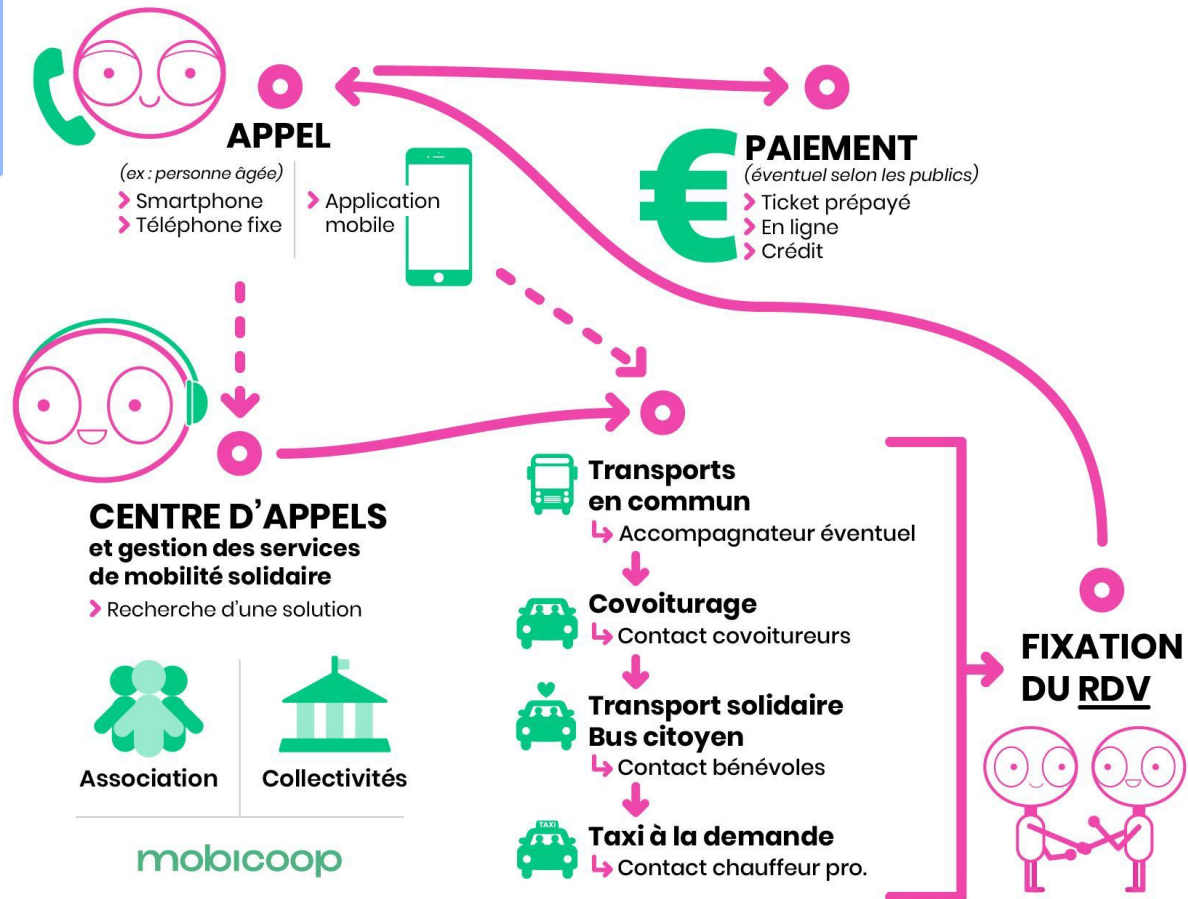 APPEL
(ex : personne âgée)
Smartphone
Téléphone fixe
Application
mobile
PAIEMENT
(éventuel selon les publics)
Ticket prépayé
En ligne
Crédit
CENTRE D’APPELS
et gestion des services
de mobilité solidaire
Recherche d’une solution
Association
Collectivités
mobicoop
Transports
en commun
Accompagnateur éventuel
Covoiturage
Contact covoitureurs
Transport solidaire
Bus citoyen
Contact bénévoles
TAXI
Taxi à la demande
Contact chauffeur pro.
FIXATION
DU RDV